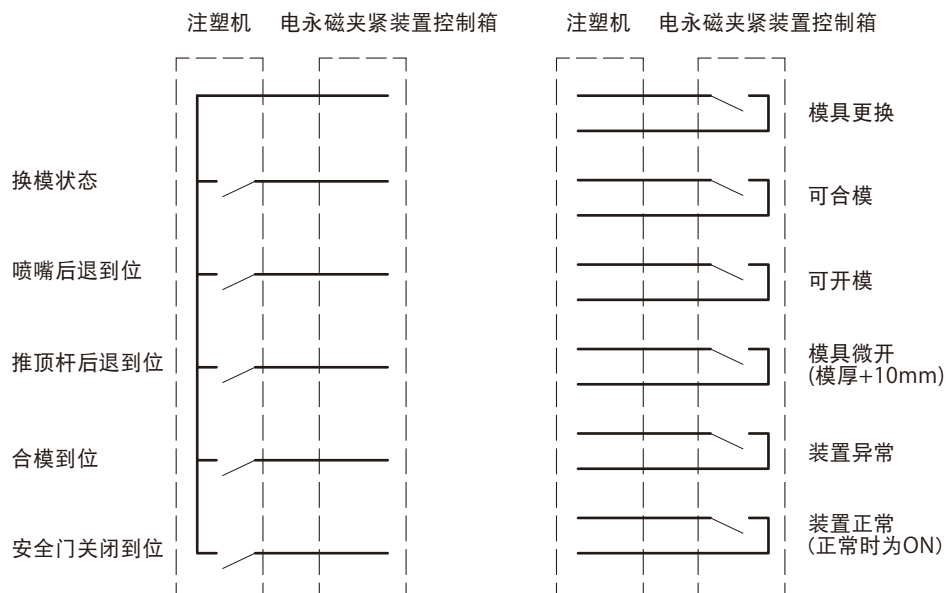 注塑机 电永磁夹紧装置控制箱
换模状态
喷嘴后退到位
推顶杆后退到位
合模到位
安全门关闭到位
注塑机 电永磁夹紧装置控制箱
模具更换
可合模
可开模
模具微开
(模厚+10mm)
装置异常
装置正常
(正常时为ON)